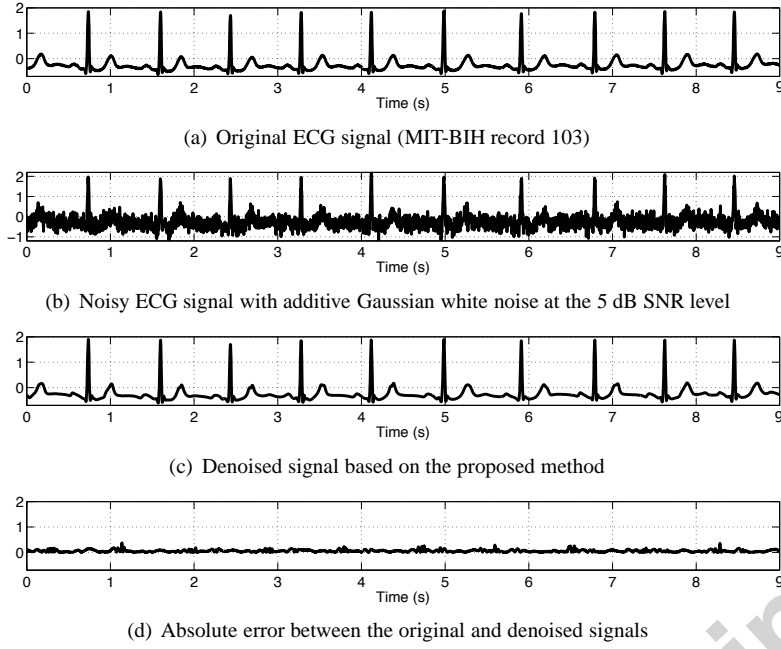 2
1
0
0 1 2 3 4 5 6 7 8 9
Time (s)
(a) Original ECG signal (MIT-BIH record 103)
2
1
0
−1
0 1 2 3 4 5 6 7 8 9
Time (s)
(b) Noisy ECG signal with additive Gaussian white noise at the 5 dB SNR level
2
1
0
0 1 2 3 4 5 6 7 8 9
Time (s)
(c) Denoised signal based on the proposed method
2
1
0
0 1 2 3 4 5 6 7 8 9
Time (s)
(d) Absolute error between the original and denoised signals